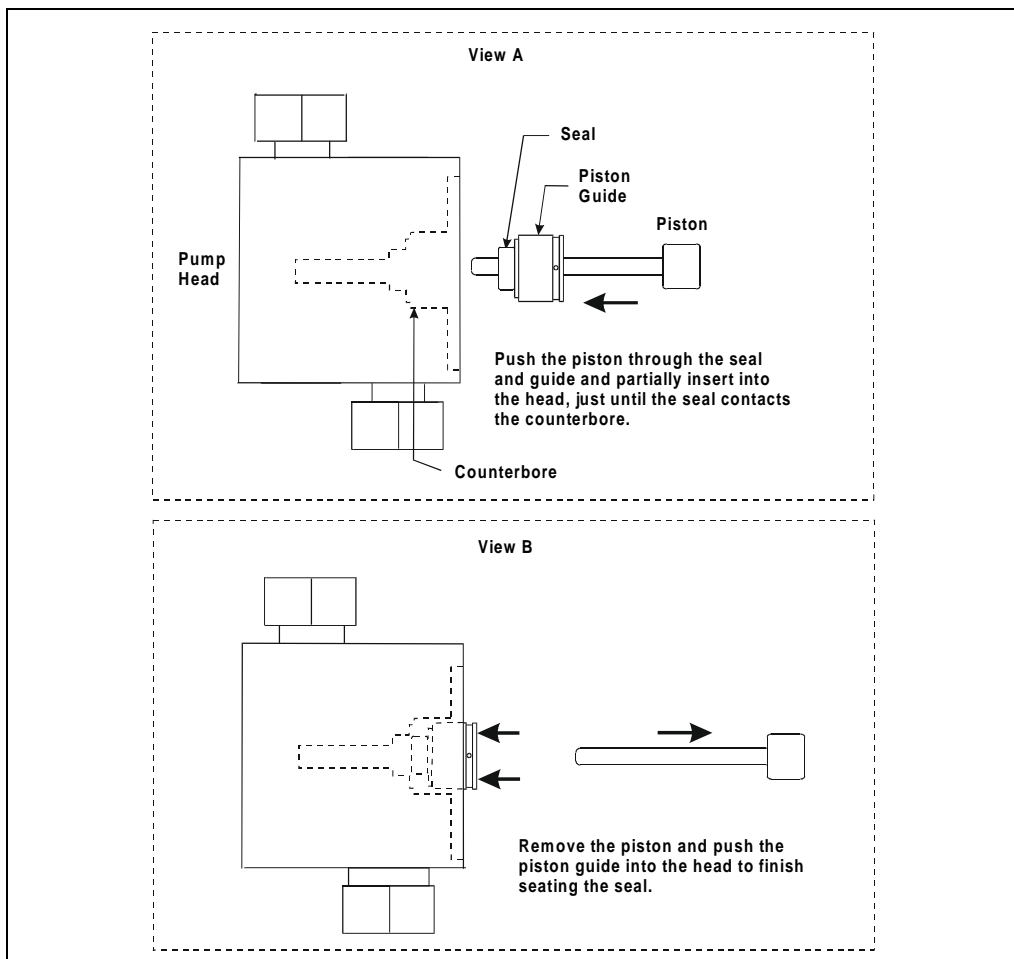 View A
Seal
Piston
Guide
Piston
Pump
Head
Push the piston through the seal
and guide and partially insert into
the head, just until the seal contacts
the counterbore.
Counterbore
View B
Remove the piston and push the
piston guide into the head to finish
seating the seal.